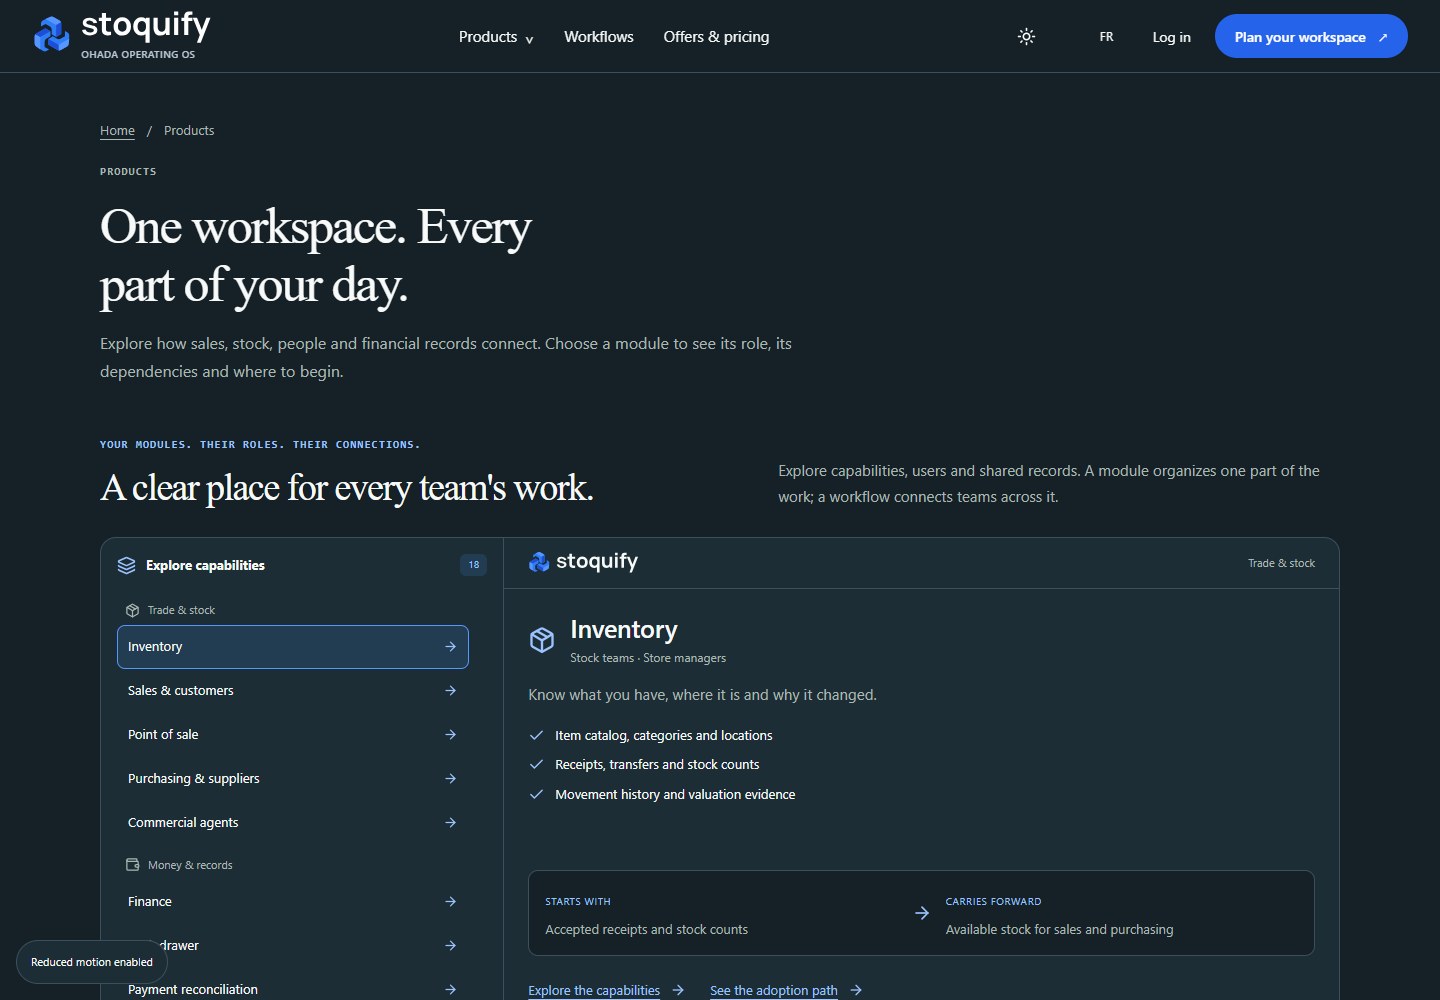 stoquify
OHADA OPERATING OS
Products
Workflows
Offers & pricing
FR
Log in
Plan your workspace
Home / Products
PRODUCTS
One workspace. Every
part of your day.
Explore how sales, stock, people and financial records connect. Choose a module to see its role, its
dependencies and where to begin.
YOUR MODULES. THEIR ROLES. THEIR CONNECTIONS.
A clear place for every team's work.
Explore capabilities, users and shared records. A module organizes one part of the
work; a workflow connects teams across it.
Explore capabilities
18
Trade & stock
Inventory
Sales & customers
Point of sale
Purchasing & suppliers
Commercial agents
Money & records
Finance
drawer
Payment reconciliation
Reduced motion enabled
stoquify
Trade & stock
Inventory
Stock teams · Store managers
Know what you have, where it is and why it changed.
Item catalog, categories and locations
Receipts, transfers and stock counts
Movement history and valuation evidence
STARTS WITH
Accepted receipts and stock counts
CARRIES FORWARD
Available stock for sales and purchasing
Explore the capabilities
See the adoption path